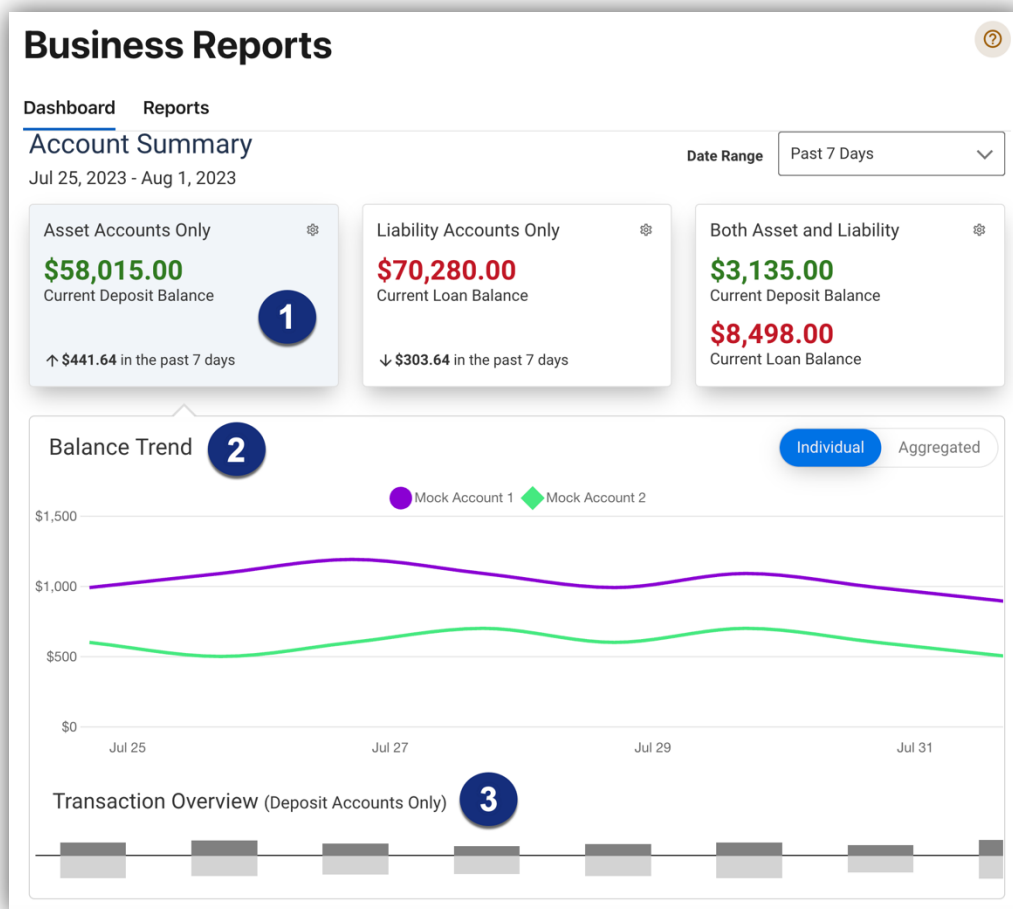 Business Reports
Dashboard Reports
Account Summary
Date Range Past 7 Days
Jul 25, 2023 - Aug 1, 2023
Asset Accounts Only
$58,015.00
Current Deposit Balance
1
↑ $441.64 in the past 7 days
Liability Accounts Only
$70,280.00
Current Loan Balance
↓ $303.64 in the past 7 days
Both Asset and Liability
$3,135.00
Current Deposit Balance
$8,498.00
Current Loan Balance
Balance Trend 2
Individual Aggregated
Mock Account 1 Mock Account 2
$1,500
$1,000
$500
$0
Jul 25 Jul 27 Jul 29 Jul 31
Transaction Overview (Deposit Accounts Only) 3